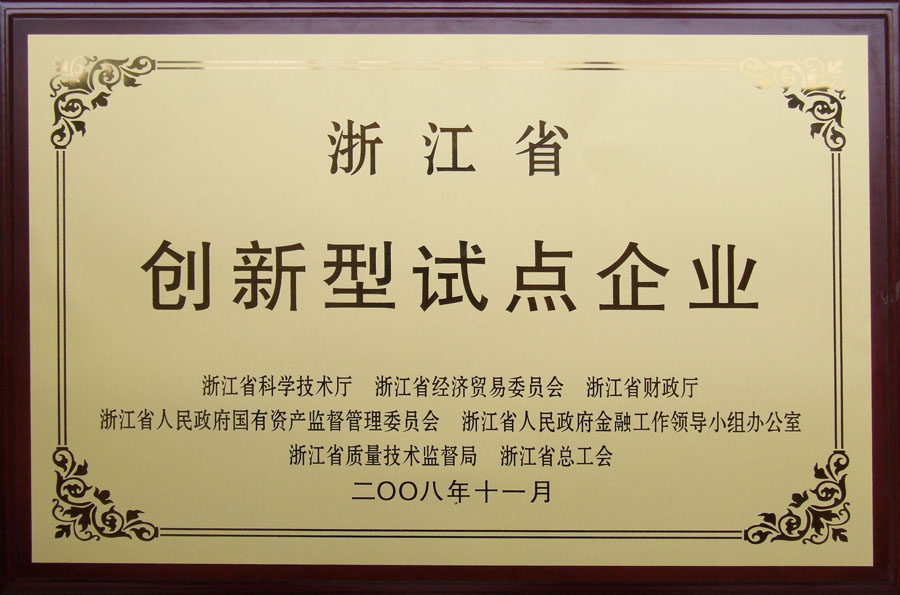 浙江省
创新型试点企业
浙江省科学技术厅 浙江省经济贸易委员会 浙江省财政厅
浙江省人民政府国有资产监督管理委员会 浙江省人民政府金融工作领导小组办公室
浙江省质量技术监督局 浙江省总工会
二〇〇八年十一月